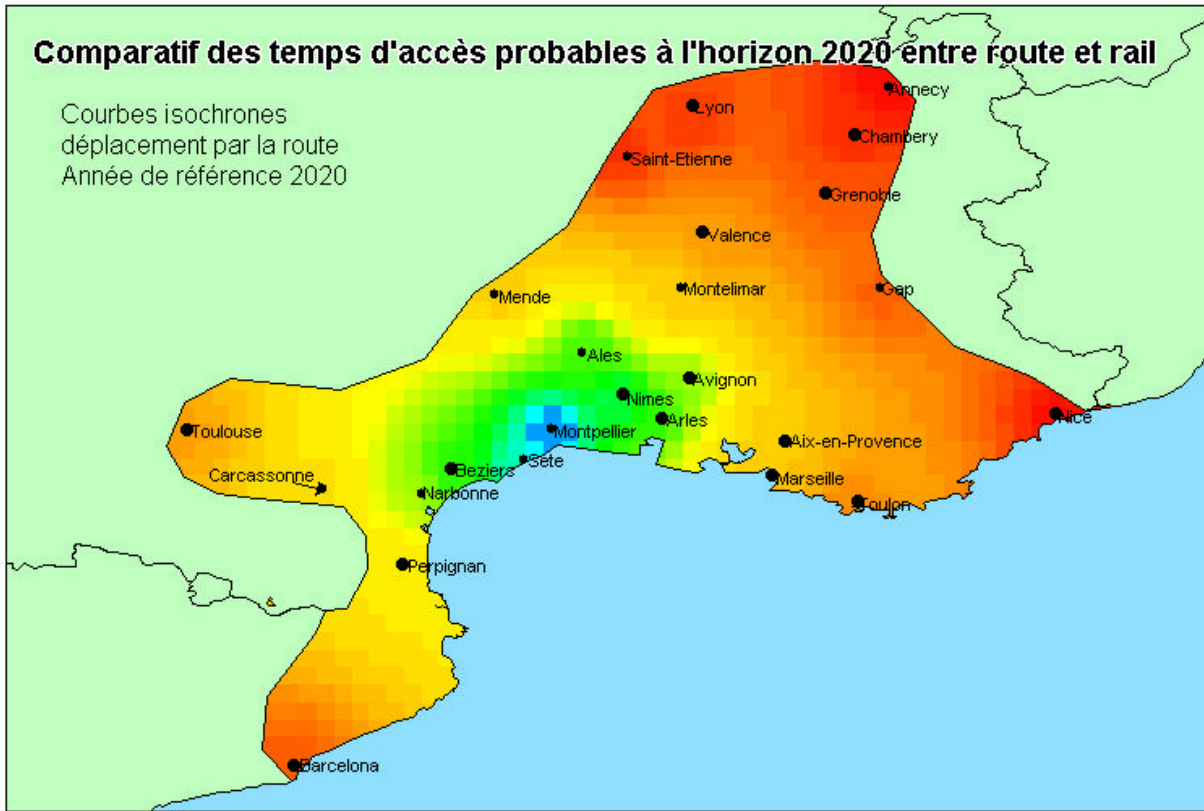 Comparatif des temps d'accès probables à l'horizon 2020 entre route et rail
Courbes isochrones
déplacement par la route
Année de référence 2020
Annecy
Lyon
Chambery
Saint-Etienne
Grenoble
Valence
Mende
Montelimar
Gap
Ales
Avignon
Nimes
Arles
Nice
Toulouse
Montpellier
Aix-en-Provence
Sete
Beziers
Carcassonne
Marseille
Narbonne
Toulon
Perpignan
Barcelona